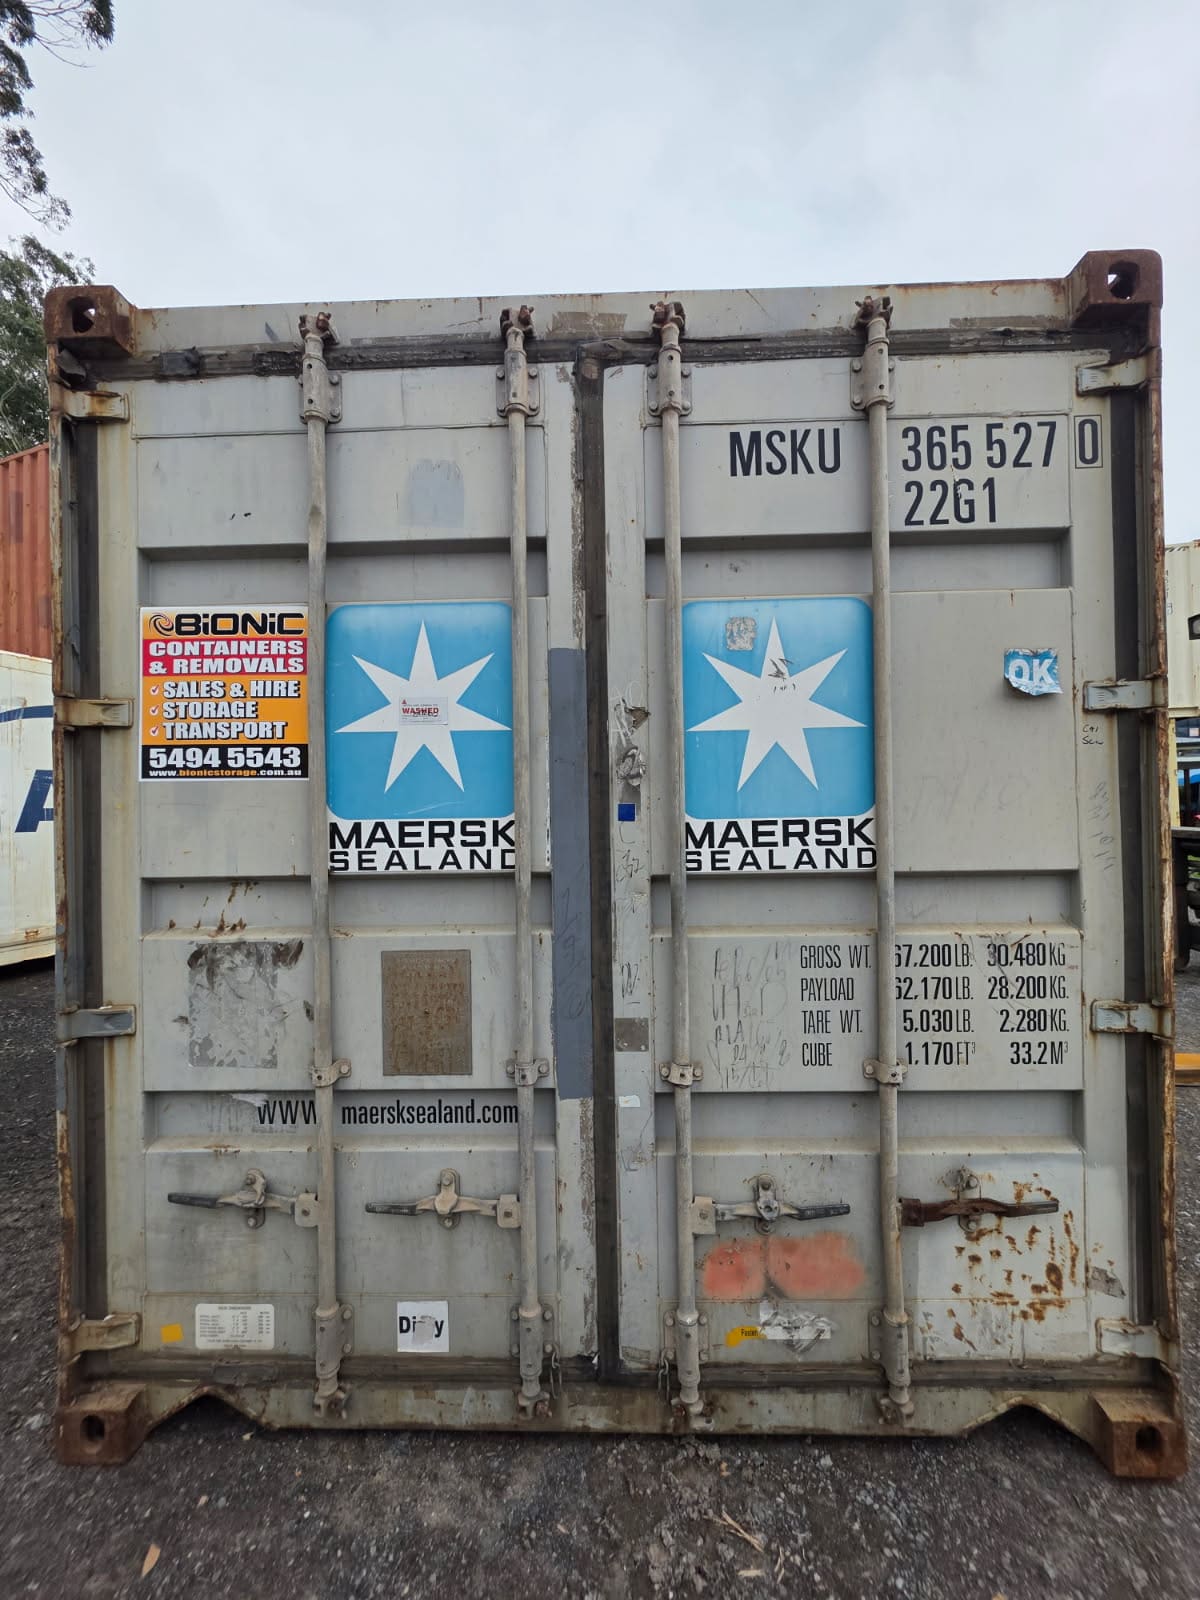 MSKU 365 527 0
22G1
BiONiC
CONTAINERS
& REMOVALS
SALES & HIRE
STORAGE
TRANSPORT
5494 5543
www.bionicstorage.com.au
WASHED
MAERSK
SEALAND
MAERSK
SEALAND
OK
GROSS WT. 67,200 LB. 30,480 KG
PAYLOAD 62,170 LB. 28,200 KG.
TARE WT. 5,030 LB. 2,280 KG.
CUBE 1,170 FT³ 33.2 M³
WWW maersksealand.com